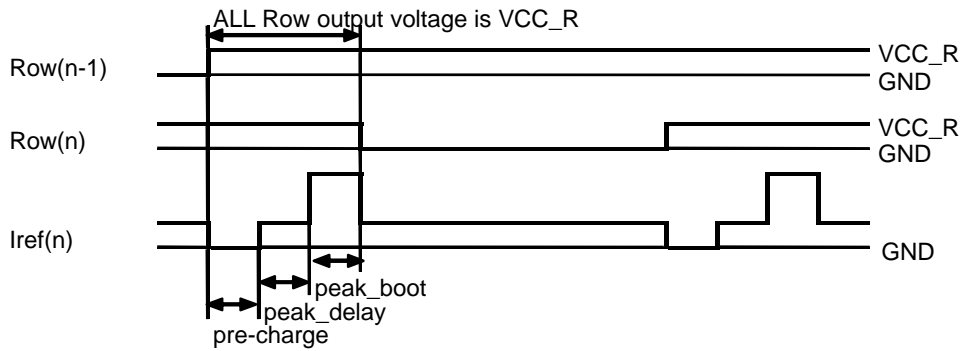 ALL Row output voltage is VCC_R
Row(n-1)
VCC_R
GND
Row(n)
VCC_R
GND
Iref(n)
GND
peak_boot
peak_delay
pre-charge